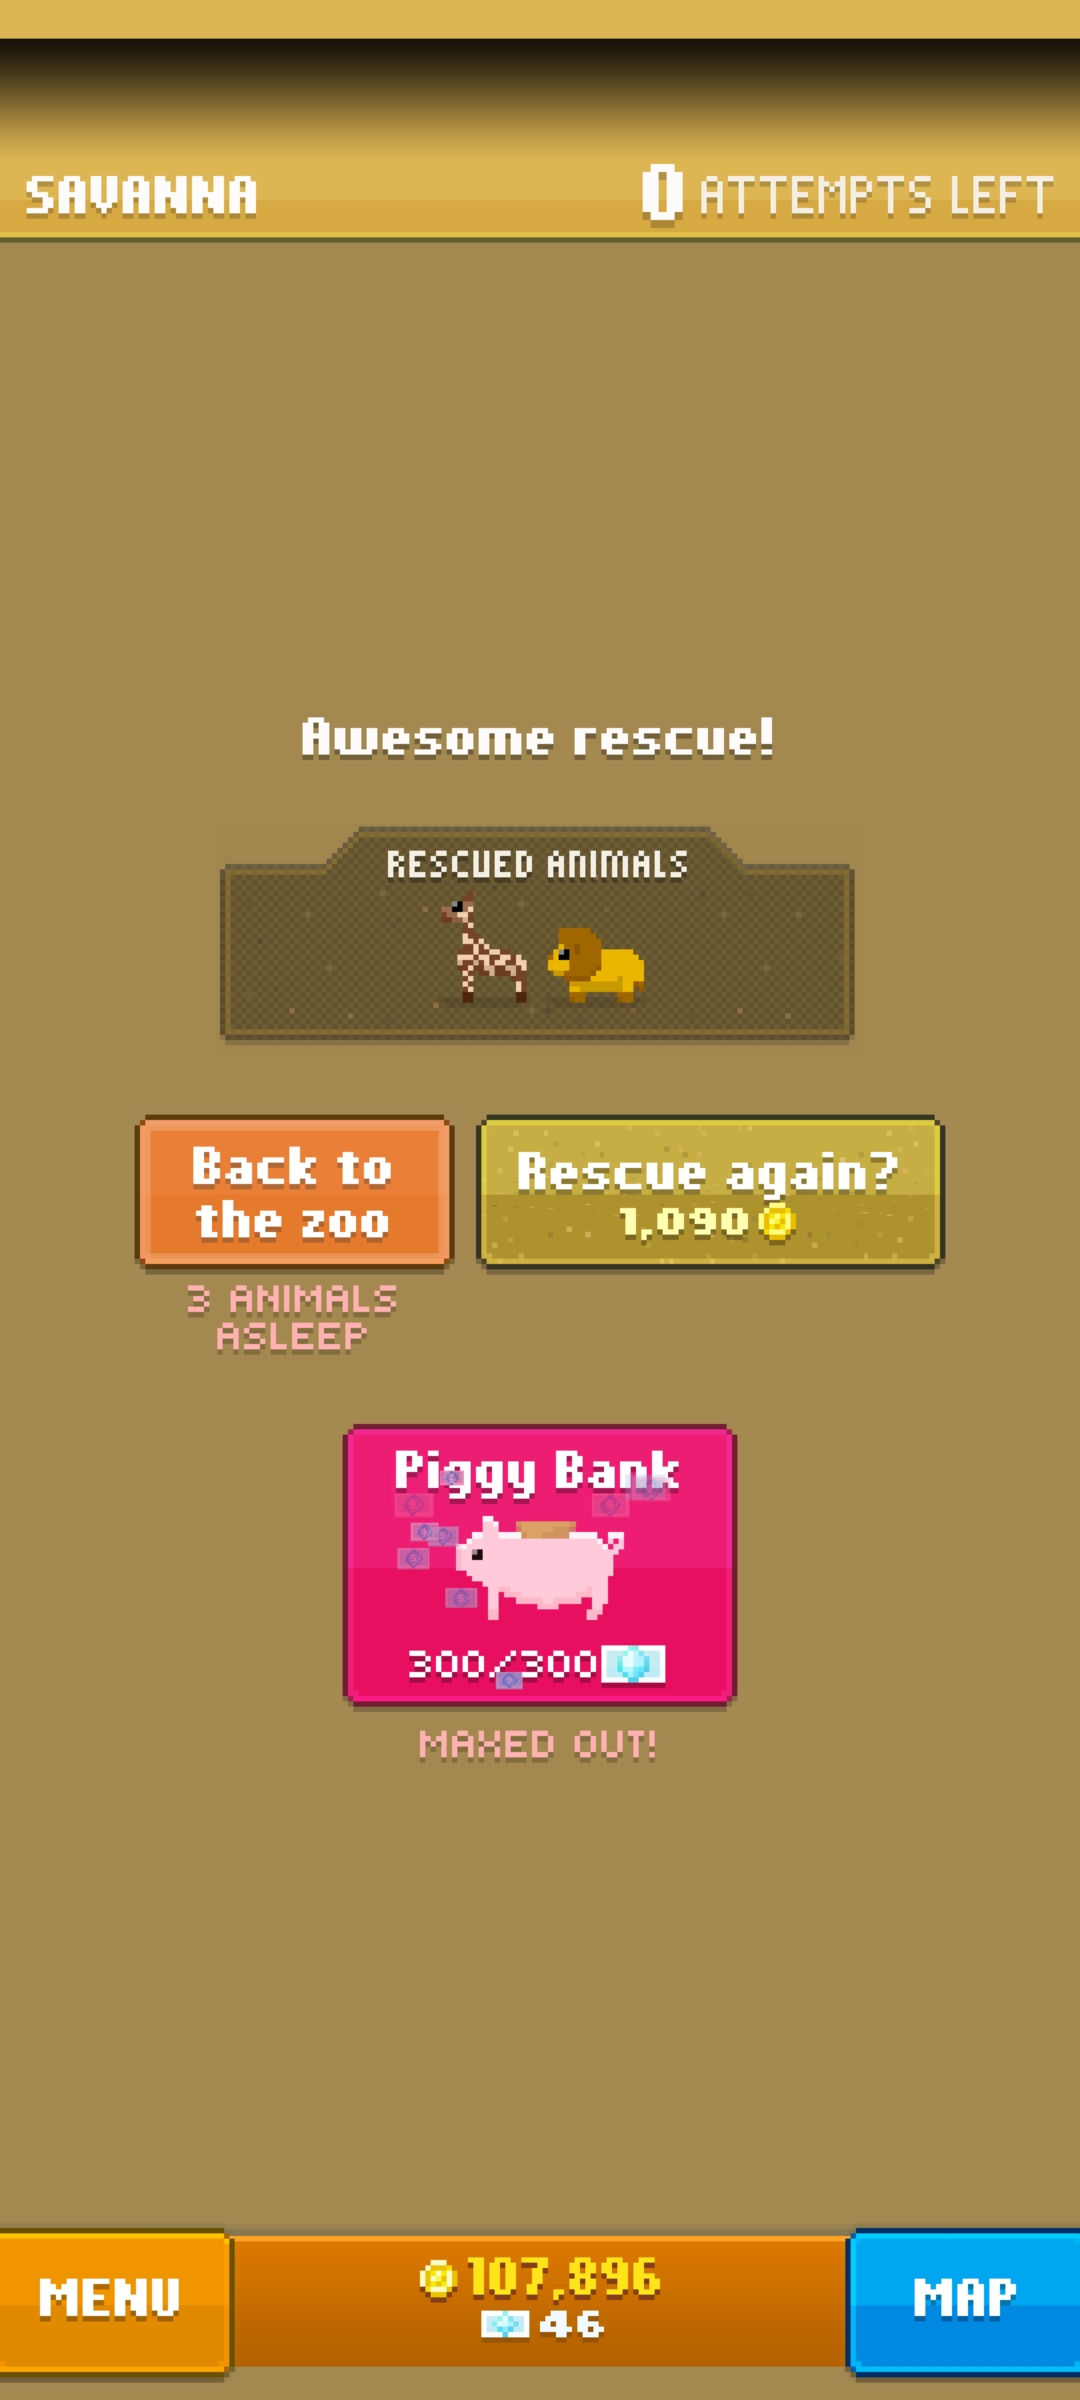 SAVANNA
0 ATTEMPTS LEFT
Awesome rescue!
RESCUED ANIMALS
Back to
the zoo
Rescue again?
1,090
3 ANIMALS
ASLEEP
Piggy Bank
300/300
MAXED OUT!
MENU
107,896
46
MAP